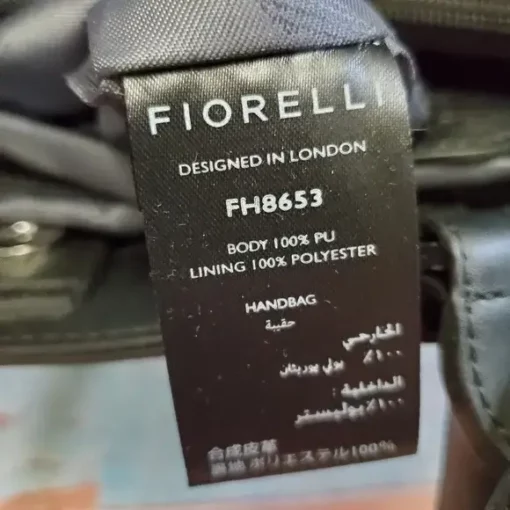 FIORELLI
DESIGNED IN LONDON
FH8653
BODY 100% PU
LINING 100% POLYESTER
HANDBAG
حقيبة
الخارجي
١٠٠٪ بولي يوريثان
الداخلية :
١٠٠٪ بوليستر
合成皮革
裏地 ポリエステル100%